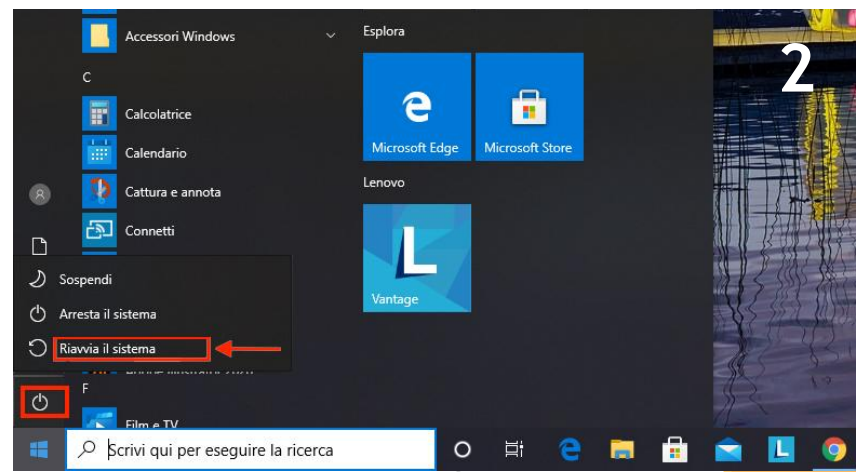 Accessori Windows
Esplora
2
C
Calcolatrice
Microsoft Edge
Microsoft Store
Calendario
Cattura e annota
Lenovo
Connetti
L
Vantage
Sospendi
Arresta il sistema
Riavvia il sistema
F
Film e TV
Scrivi qui per eseguire la ricerca
L